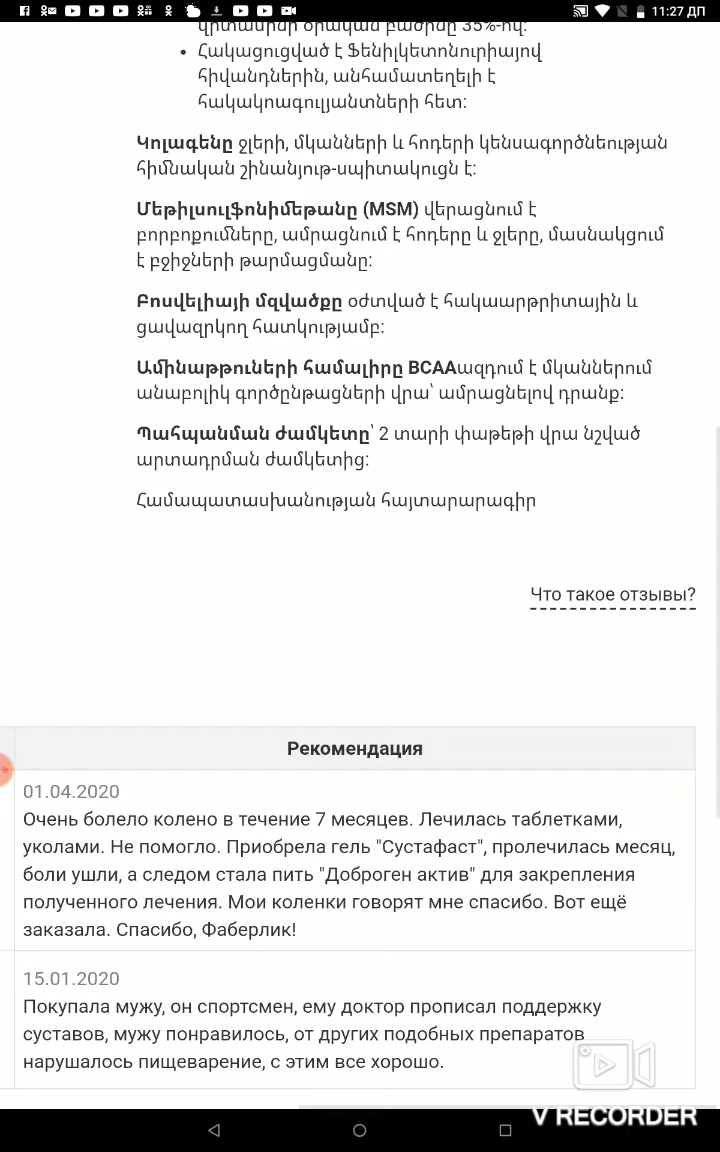 11:27 ДП
վիտամինի օրական բաժինը 35%-ով:
• Հակացուցված է Ֆենիլկետոնուրիայով
հիվանդներին, անհամատեղելի է
հակակոագուլյանտների հետ:
Կոլագենը ջլերի, մկանների և հոդերի կենսագործնեության
հիմնական շինանյութ-սպիտակուցն է:
Մեթիլսուլֆոնիմեթանը (MSM) վերացնում է
բորբոքումները, ամրացնում է հոդերը և ջլերը, մասնակցում
է բջիջների թարմացմանը:
Բոսվելիայի մզվածքը օժտված է հակաարթրիտային և
ցավազրկող հատկությամբ:
Ամինաթթուների համալիրը BCAAազդում է մկաններում
անաբոլիկ գործընթացների վրա՝ ամրացնելով դրանք:
Պահպանման ժամկետը՝ 2 տարի փաթեթի վրա նշված
արտադրման ժամկետից:
Համապատասխանության հայտարարագիր
Что такое отзывы?
Рекомендация
01.04.2020
Очень болело колено в течение 7 месяцев. Лечилась таблетками,
уколами. Не помогло. Приобрела гель "Сустафаст", пролечилась месяц,
боли ушли, а следом стала пить "Доброген актив" для закрепления
полученного лечения. Мои коленки говорят мне спасибо. Вот ещё
заказала. Спасибо, Фаберлик!
15.01.2020
Покупала мужу, он спортсмен, ему доктор прописал поддержку
суставов, мужу понравилось, от других подобных препаратов
нарушалось пищеварение, с этим все хорошо.
V RECORDER